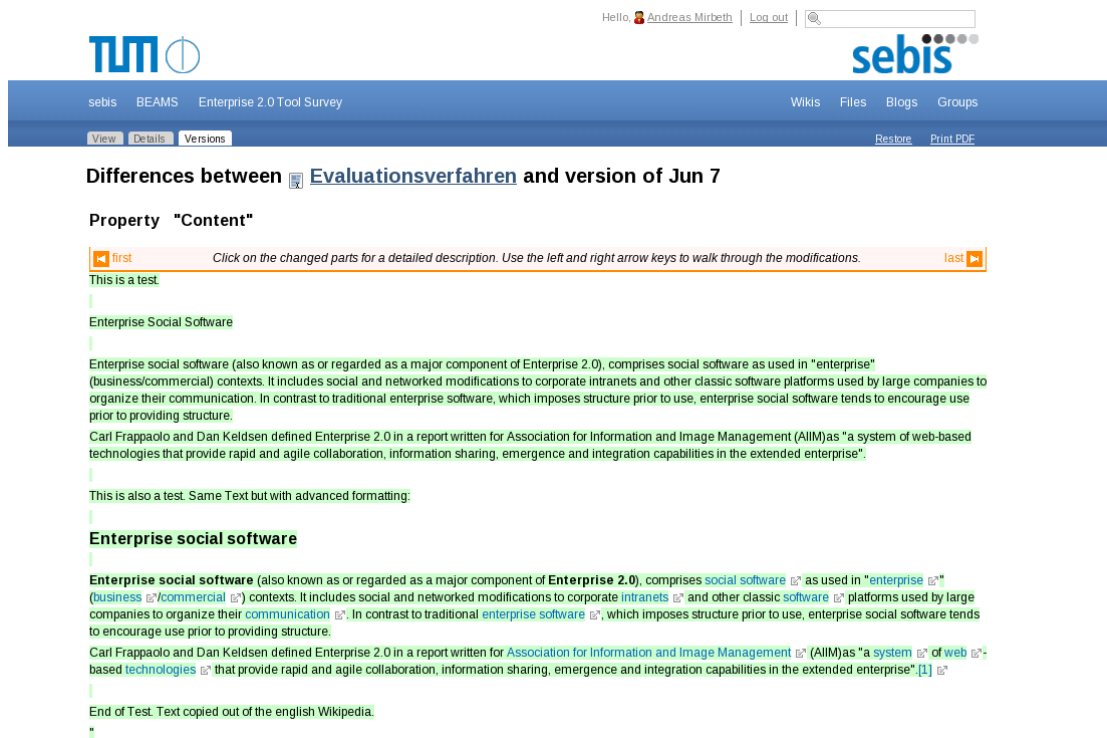 Hello, Andreas Mirbeth Log out
TUM
sebis
sebis BEAMS Enterprise 2.0 Tool Survey Wikis Files Blogs Groups
View Details Versions Restore Print PDF
Differences between Evaluationsverfahren and version of Jun 7
Property "Content"
first Click on the changed parts for a detailed description. Use the left and right arrow keys to walk through the modifications. last
This is a test.
Enterprise Social Software
Enterprise social software (also known as or regarded as a major component of Enterprise 2.0), comprises social software as used in "enterprise"
(business/commercial) contexts. It includes social and networked modifications to corporate intranets and other classic software platforms used by large companies to
organize their communication. In contrast to traditional enterprise software, which imposes structure prior to use, enterprise social software tends to encourage use
prior to providing structure.
Carl Frappaolo and Dan Keldsen defined Enterprise 2.0 in a report written for Association for Information and Image Management (AIIM)as "a system of web-based
technologies that provide rapid and agile collaboration, information sharing, emergence and integration capabilities in the extended enterprise".
This is also a test. Same Text but with advanced formatting:
Enterprise social software
Enterprise social software (also known as or regarded as a major component of Enterprise 2.0), comprises social software as used in "enterprise"
(business/commercial) contexts. It includes social and networked modifications to corporate intranets and other classic software platforms used by large
companies to organize their communication. In contrast to traditional enterprise software, which imposes structure prior to use, enterprise social software tends
to encourage use prior to providing structure.
Carl Frappaolo and Dan Keldsen defined Enterprise 2.0 in a report written for Association for Information and Image Management (AIIM)as "a system of web-
based technologies that provide rapid and agile collaboration, information sharing, emergence and integration capabilities in the extended enterprise".[1]
End of Test. Text copied out of the english Wikipedia.
"